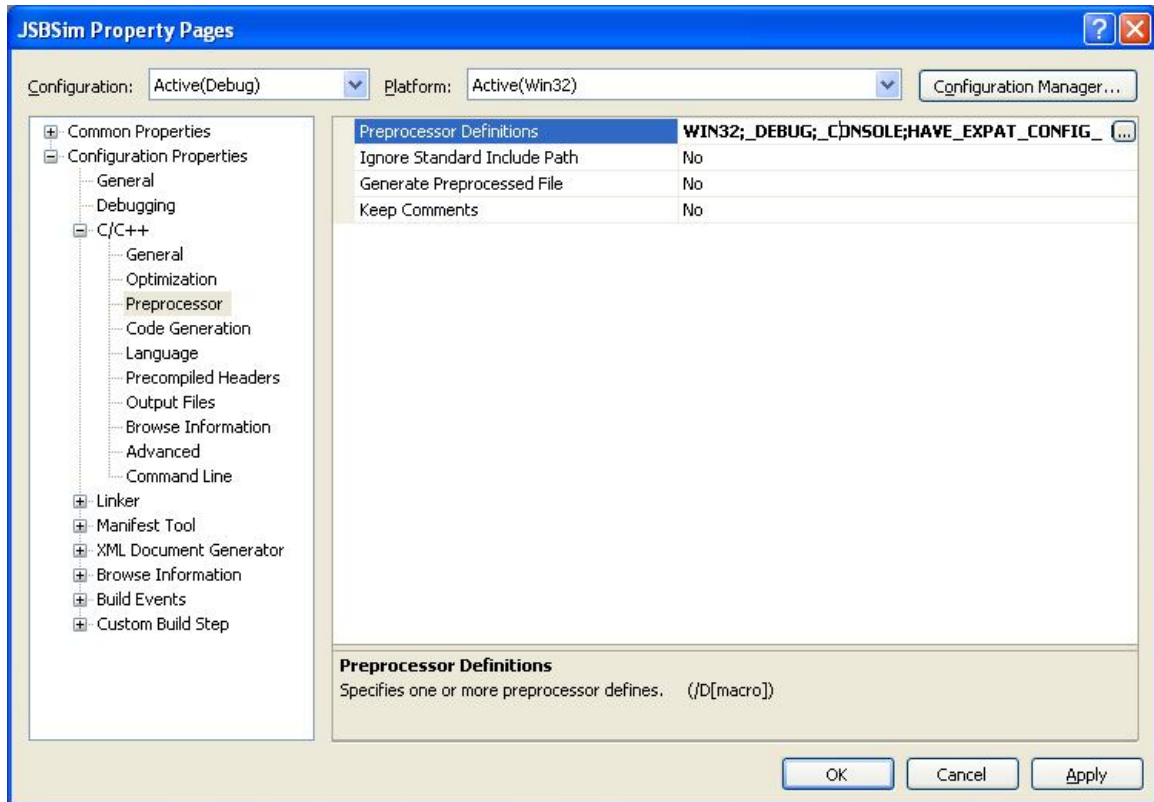 JSBSim Property Pages
Configuration: Active(Debug) Platform: Active(Win32) Configuration Manager...
Common Properties
Configuration Properties
General
Debugging
C/C++
General
Optimization
Preprocessor
Code Generation
Language
Precompiled Headers
Output Files
Browse Information
Advanced
Command Line
Linker
Manifest Tool
XML Document Generator
Browse Information
Build Events
Custom Build Step
Preprocessor Definitions WIN32;_DEBUG;_CONSOLE;HAVE_EXPAT_CONFIG_ ...
Ignore Standard Include Path No
Generate Preprocessed File No
Keep Comments No
Preprocessor Definitions
Specifies one or more preprocessor defines. (/D[macro])
OK Cancel Apply